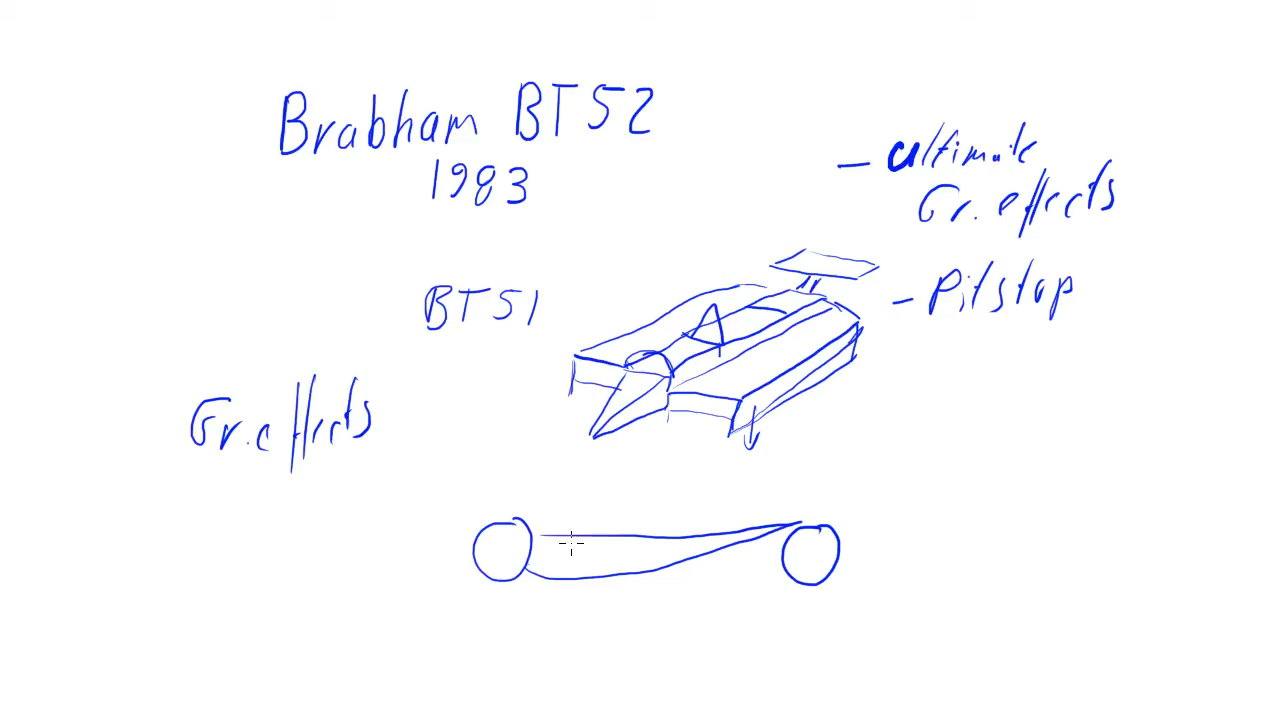 Brabham BT52
1983
- ultimate
Gr. effects
BT51
- Pitstop
Gr. effects